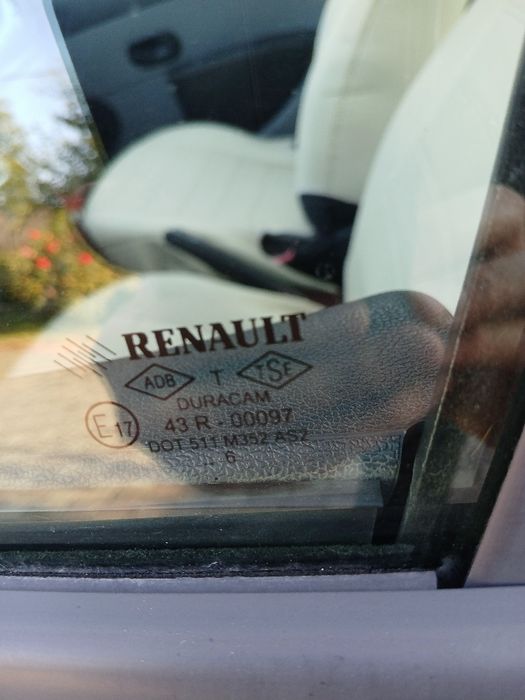 RENAULT
ADB T TSE
DURACAM
E17 43 R - 00097
DOT 511 M352 AS2
.. 6 .